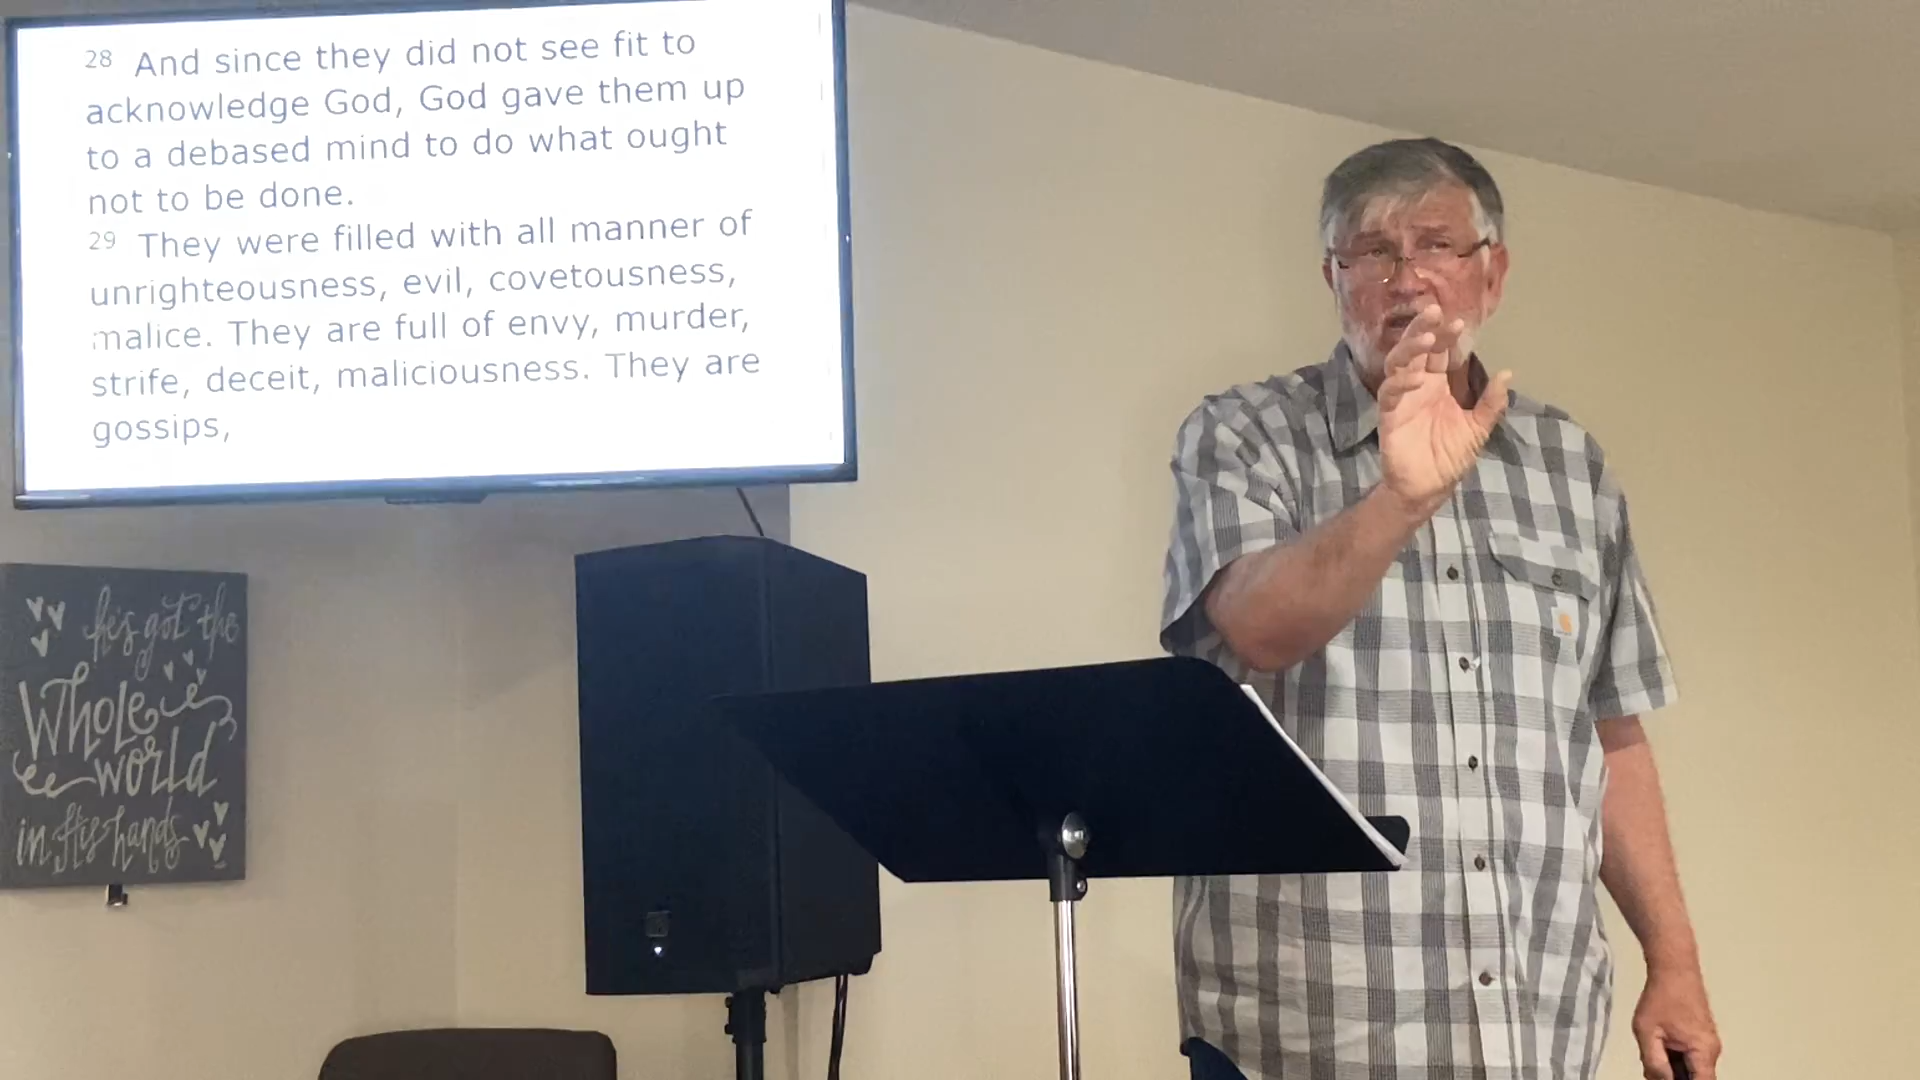 28 And since they did not see fit to
acknowledge God, God gave them up
to a debased mind to do what ought
not to be done.
29 They were filled with all manner of
unrighteousness, evil, covetousness,
malice. They are full of envy, murder,
strife, deceit, maliciousness. They are
gossips,
he's got the
Whole
world
in His hands